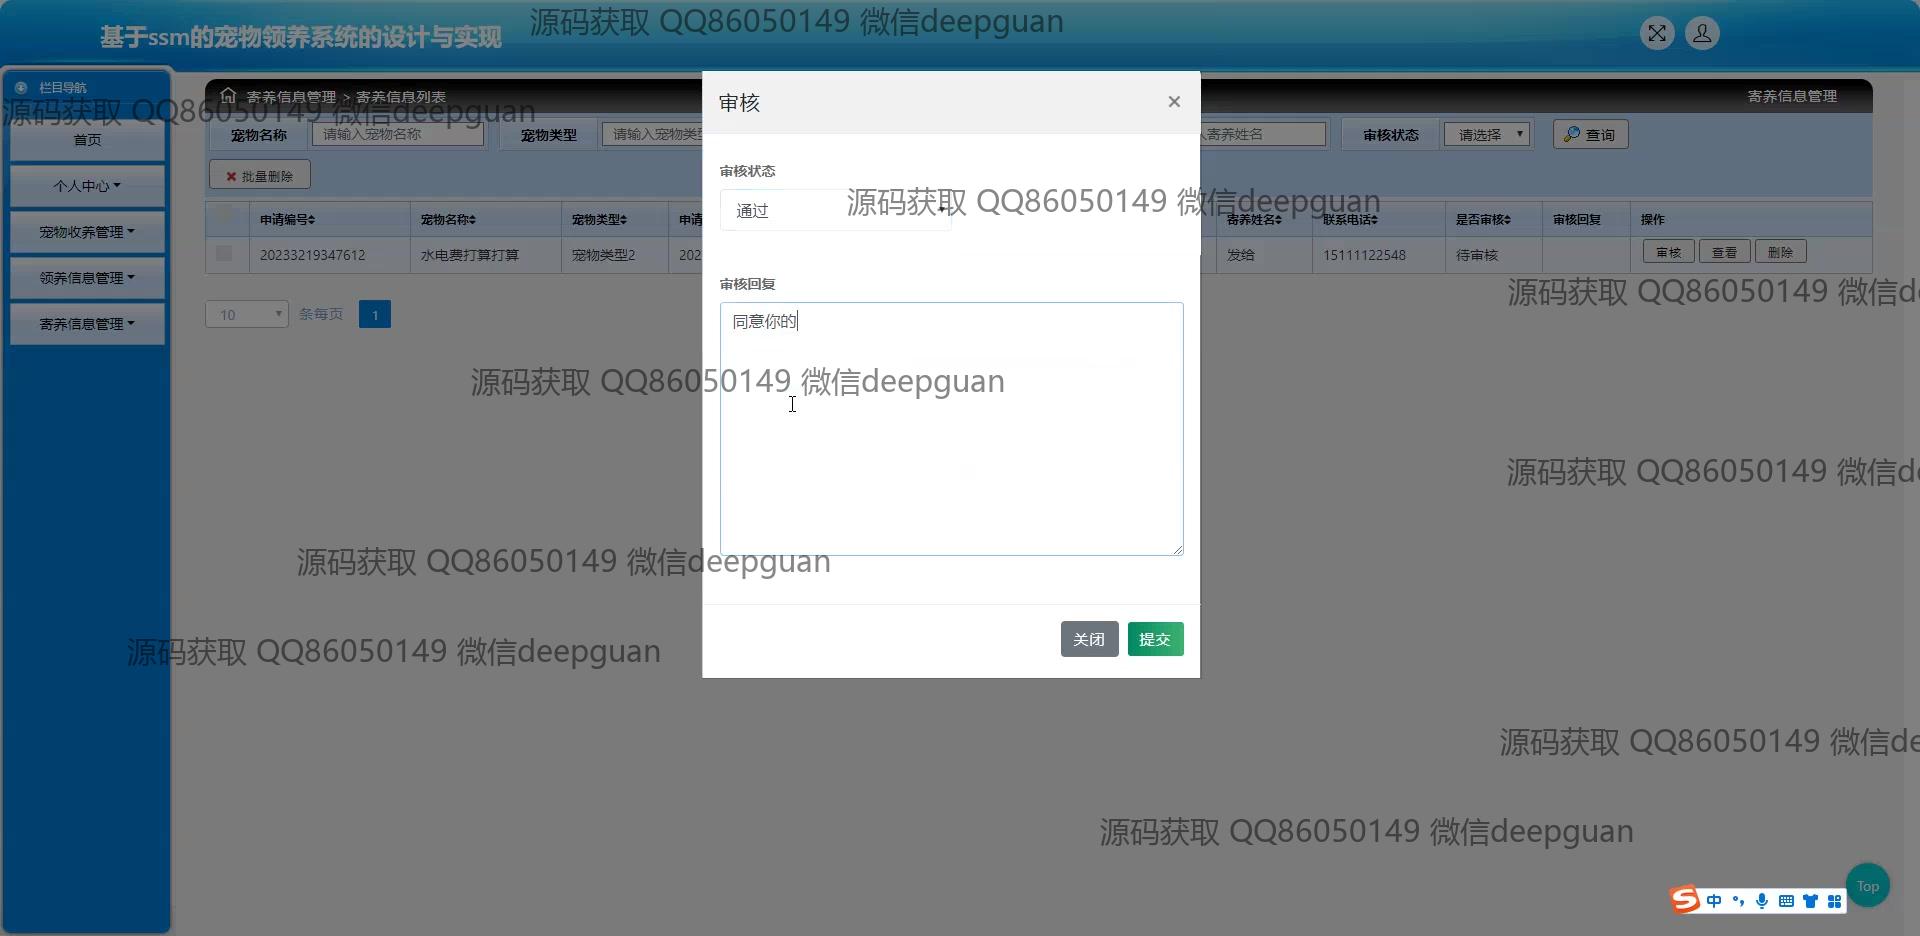 基于ssm的宠物领养系统的设计与实现
源码获取 QQ86050149 微信deepguan
栏目导航
源码获取 QQ86050149 微信deepguan
首页
个人中心
宠物收养管理
领养信息管理
寄养信息管理
寄养信息管理 > 寄养信息列表
寄养信息管理
宠物名称 请输入宠物名称 宠物类型 请输入宠物类 寄养姓名 审核状态 请选择 查询
批量删除
申请编号 宠物名称 宠物类型 申请 寄养姓名 联系电话 是否审核 审核回复 操作
20233219347612 水电费打算打算 宠物类型2 202 发给 15111122548 待审核 审核 查看 删除
10 条每页 1
审核 ×
审核状态
通过
源码获取 QQ86050149 微信deepguan
审核回复
同意你的
源码获取 QQ86050149 微信de
源码获取 QQ86050149 微信deepguan
源码获取 QQ86050149 微信de
源码获取 QQ86050149 微信deepguan
关闭 提交
源码获取 QQ86050149 微信deepguan
源码获取 QQ86050149 微信de
源码获取 QQ86050149 微信deepguan
Top
S 中